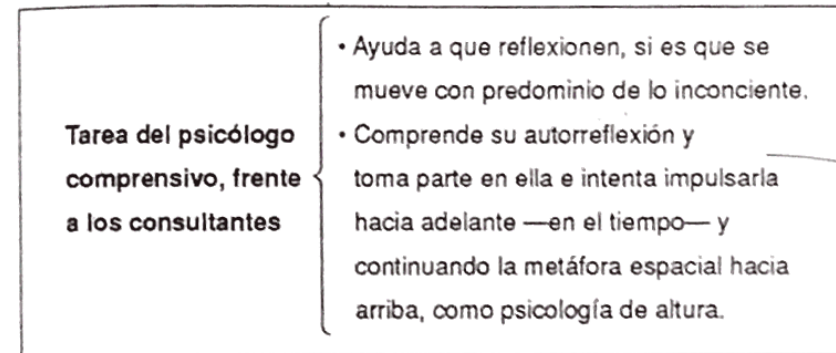 Tarea del psicólogo
comprensivo, frente
a los consultantes
• Ayuda a que reflexionen, si es que se
mueve con predominio de lo inconciente.
• Comprende su autorreflexión y
toma parte en ella e intenta impulsarla
hacia adelante —en el tiempo— y
continuando la metáfora espacial hacia
arriba, como psicología de altura.